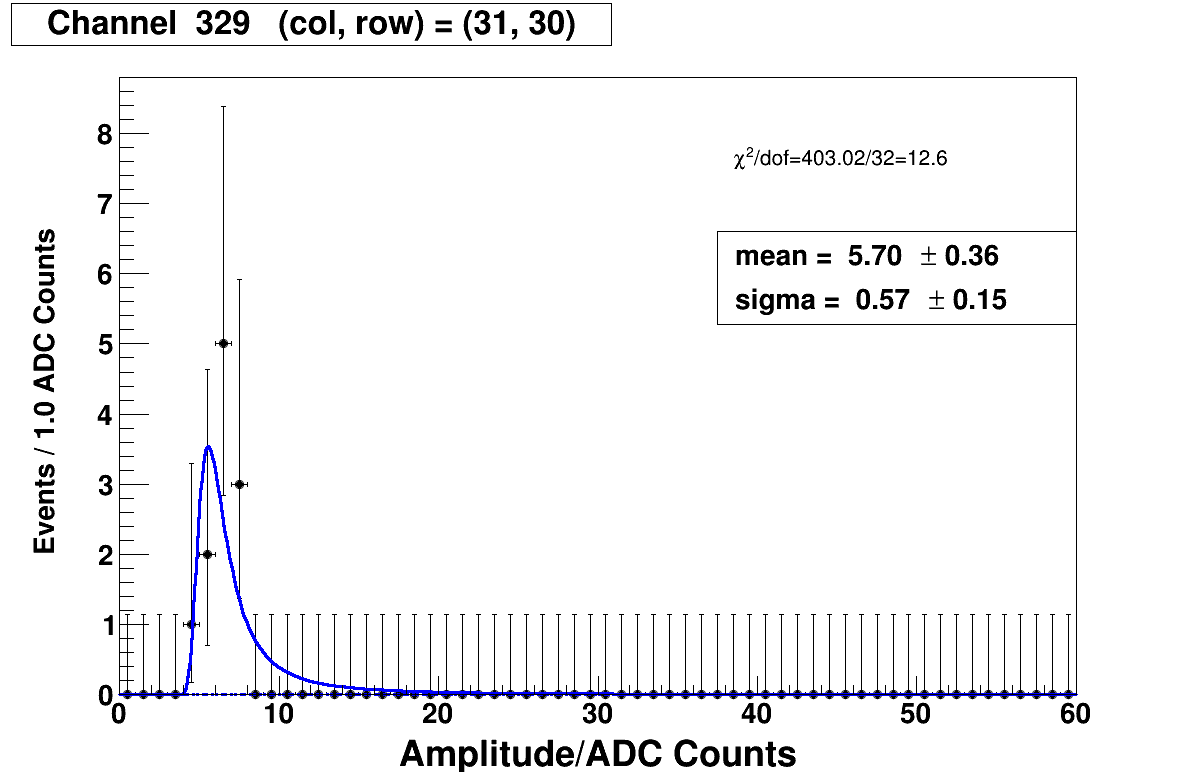 Channel 329 (col, row) = (31, 30)
8
7
6
5
4
3
2
1
0
Events / 1.0 ADC Counts
χ²/dof=403.02/32=12.6
mean = 5.70 ± 0.36
sigma = 0.57 ± 0.15
0 10 20 30 40 50 60
Amplitude/ADC Counts